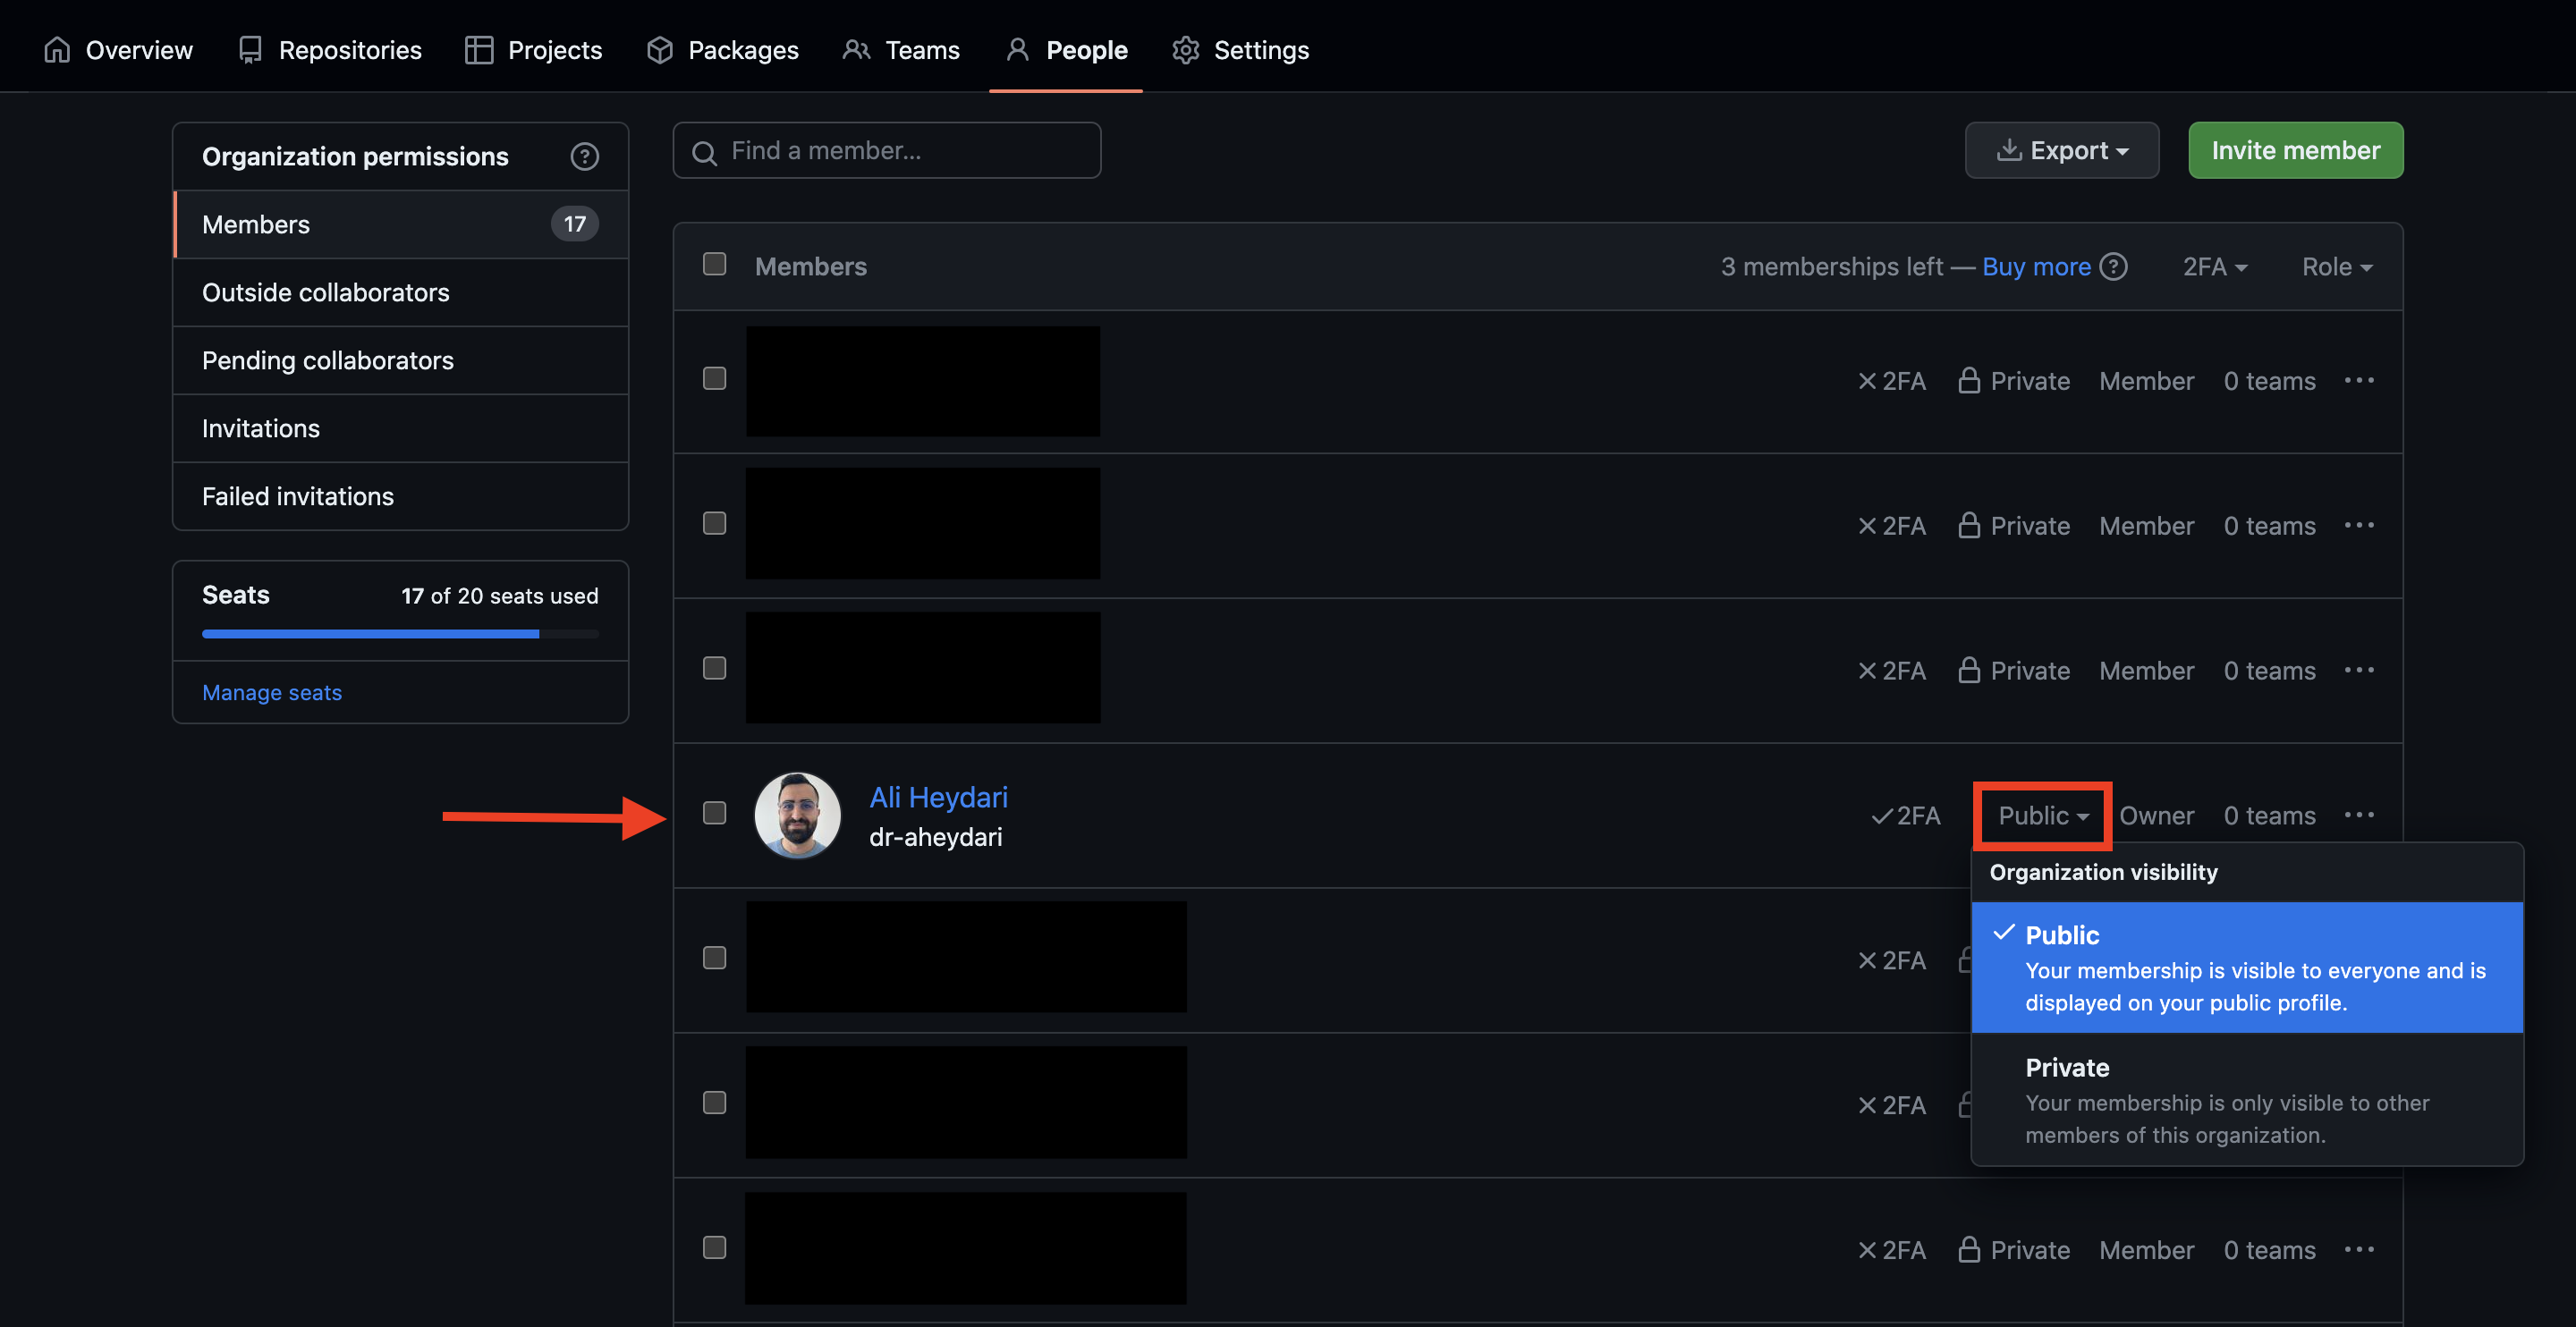 Overview Repositories Projects Packages Teams People Settings
Organization permissions
Members 17
Outside collaborators
Pending collaborators
Invitations
Failed invitations
Seats 17 of 20 seats used
Manage seats
Find a member...
Export
Invite member
Members 3 memberships left — Buy more 2FA Role
2FA Private Member 0 teams
2FA Private Member 0 teams
2FA Private Member 0 teams
Ali Heydari
dr-aheydari
2FA Public Owner 0 teams
Organization visibility
Public
Your membership is visible to everyone and is
displayed on your public profile.
Private
Your membership is only visible to other
members of this organization.
2FA
2FA
2FA Private Member 0 teams